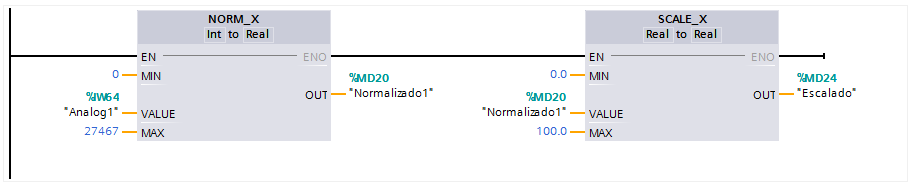 NORM_X
Int to Real
EN
ENO
0
MIN
%MD20
%IW64
OUT
"Normalizado1"
"Analog1"
VALUE
27467
MAX
SCALE_X
Real to Real
EN
ENO
0.0
MIN
%MD24
%MD20
OUT
"Escalado"
"Normalizado1"
VALUE
100.0
MAX